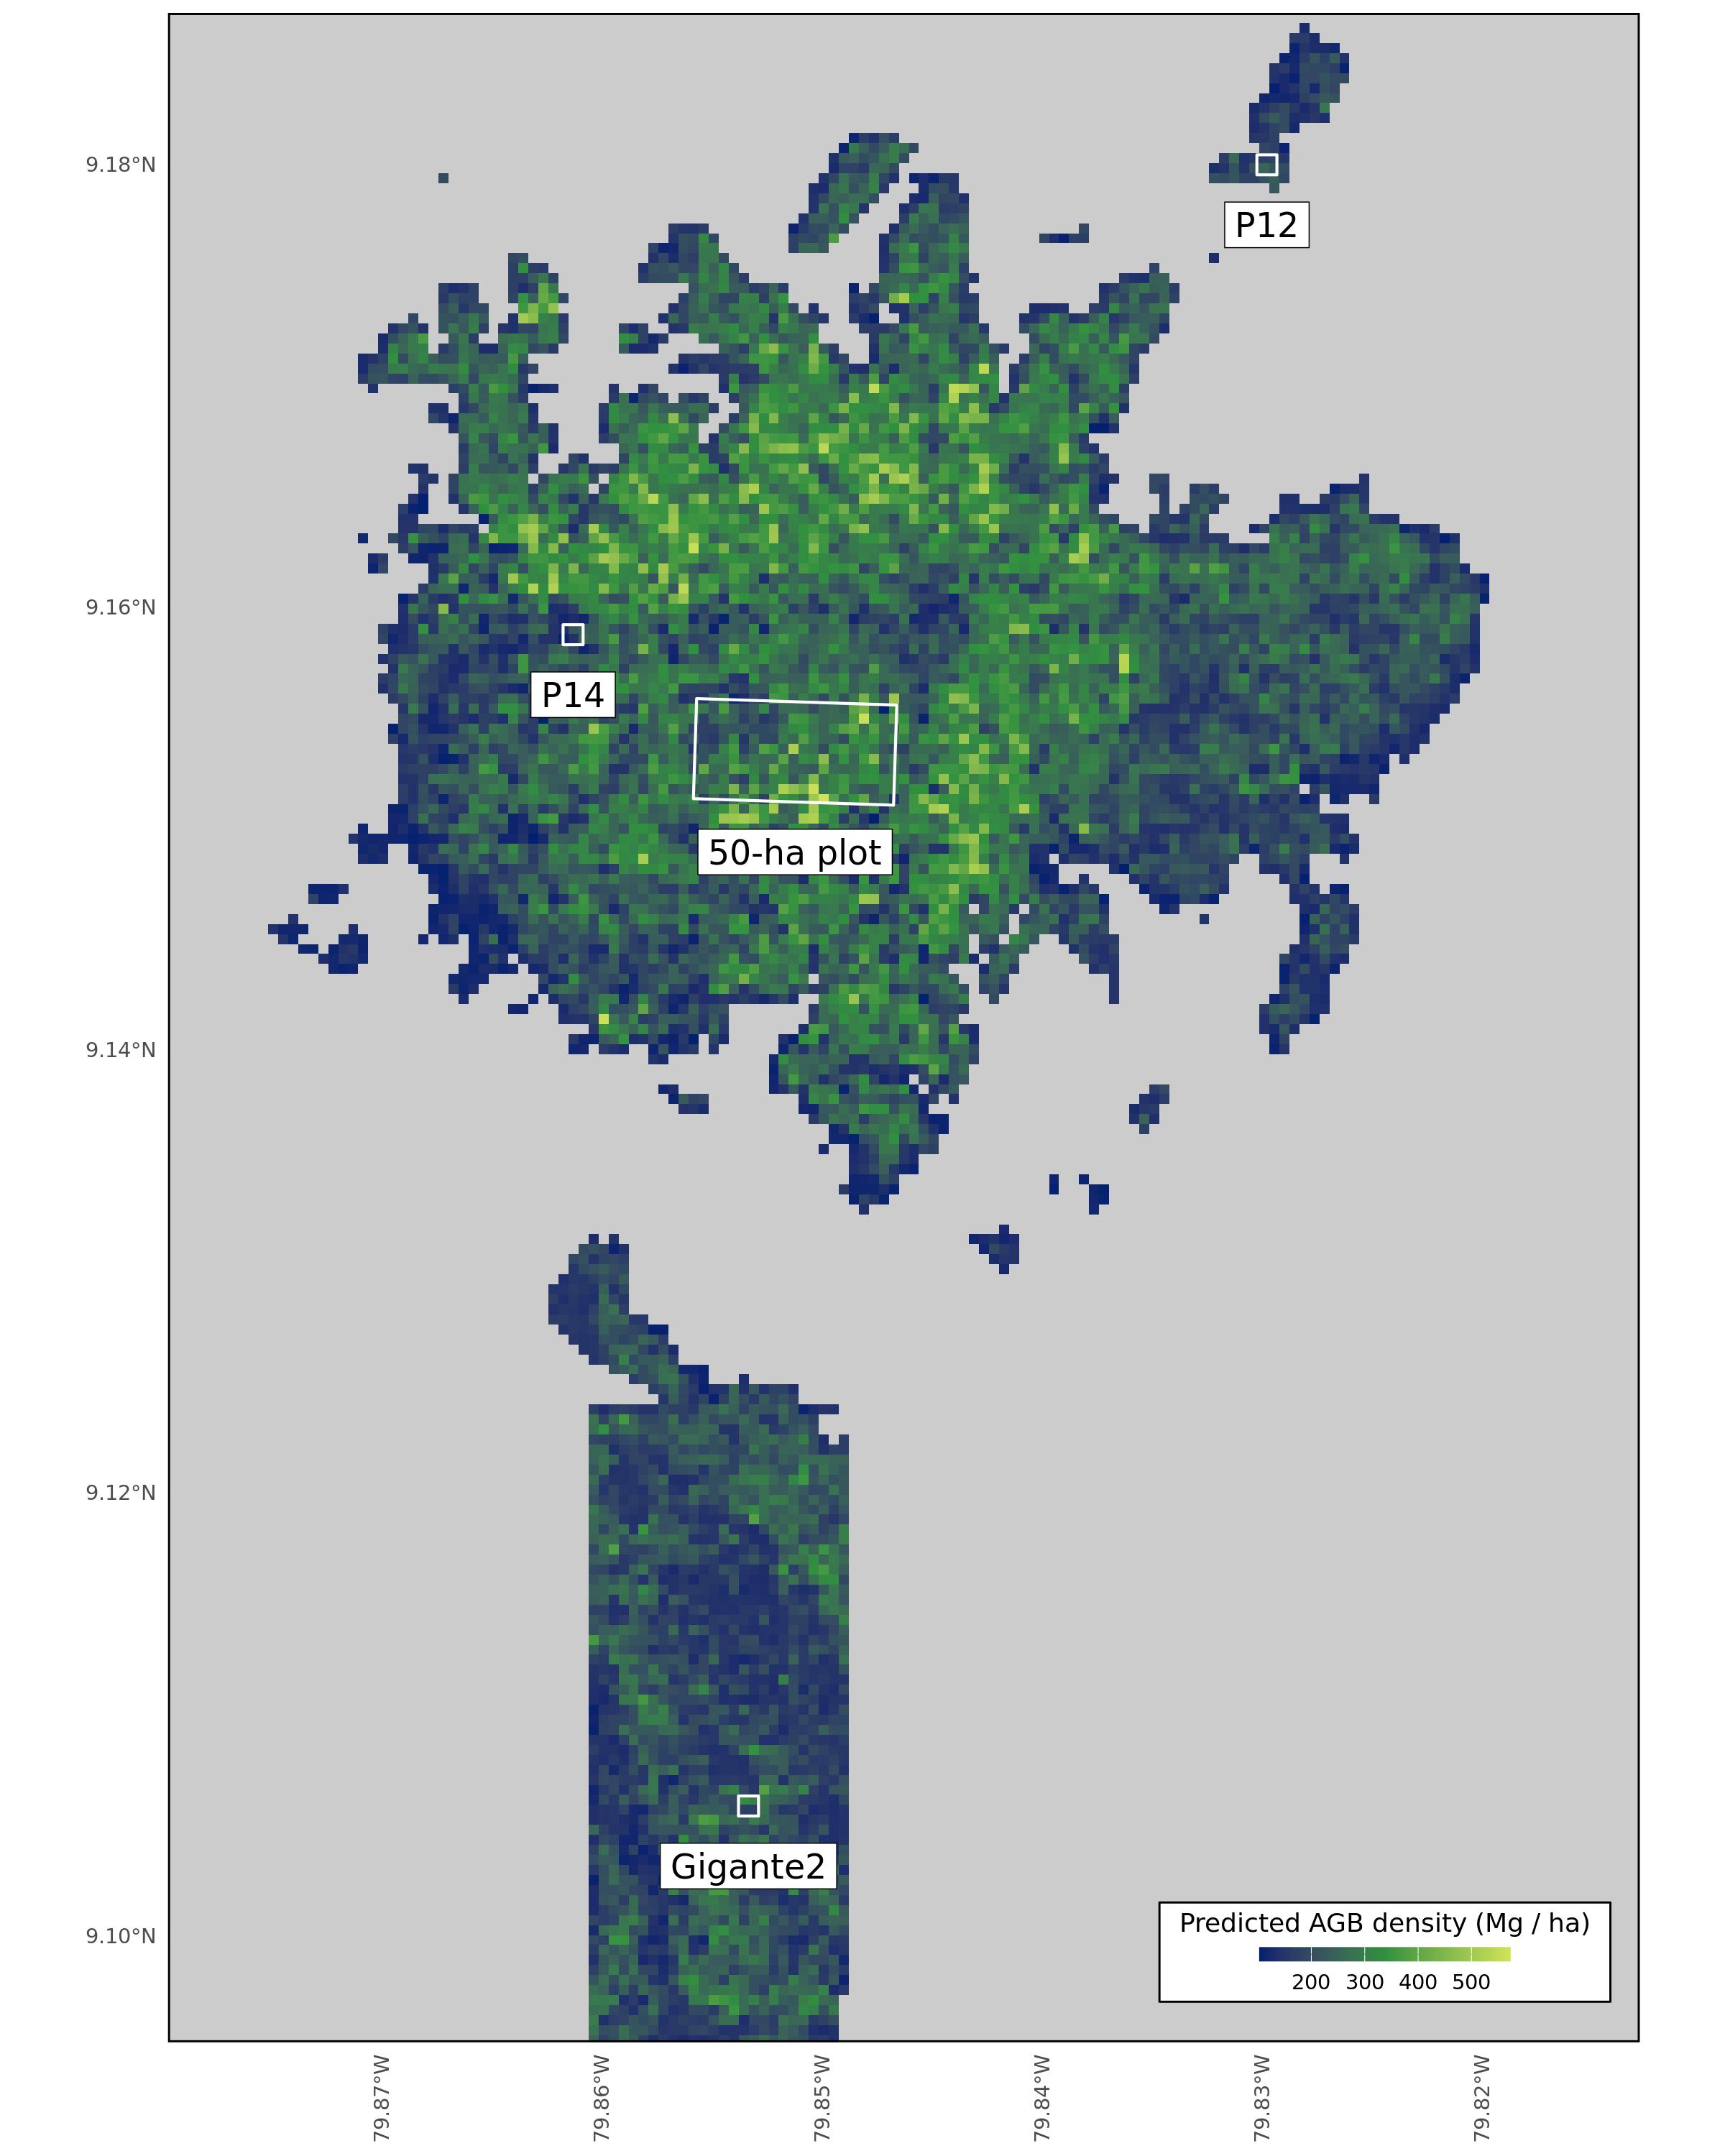 9.18°N
P12
9.16°N
P14
50-ha plot
9.14°N
9.12°N
Gigante2
9.10°N
Predicted AGB density (Mg / ha)
200 300 400 500
79.87°W 79.86°W 79.85°W 79.84°W 79.83°W 79.82°W